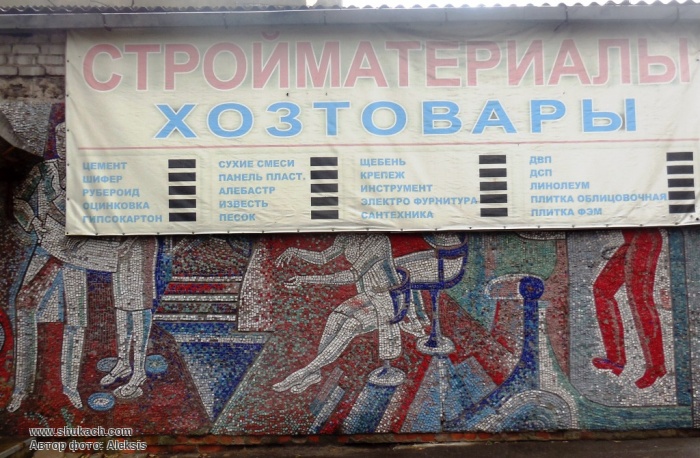 СТРОЙМАТЕРИАЛЫ
ХОЗТОВАРЫ
ЦЕМЕНТ
ШИФЕР
РУБЕРОИД
ОЦИНКОВКА
ГИПСОКАРТОН
СУХИЕ СМЕСИ
ПАНЕЛЬ ПЛАСТ.
АЛЕБАСТР
ИЗВЕСТЬ
ПЕСОК
ЩЕБЕНЬ
КРЕПЕЖ
ИНСТРУМЕНТ
ЭЛЕКТРО ФУРНИТУРА
САНТЕХНИКА
ДВП
ДСП
ЛИНОЛЕУМ
ПЛИТКА ОБЛИЦОВОЧНАЯ
ПЛИТКА ФЭМ
www.shukach.com
Автор фото: Aleksis